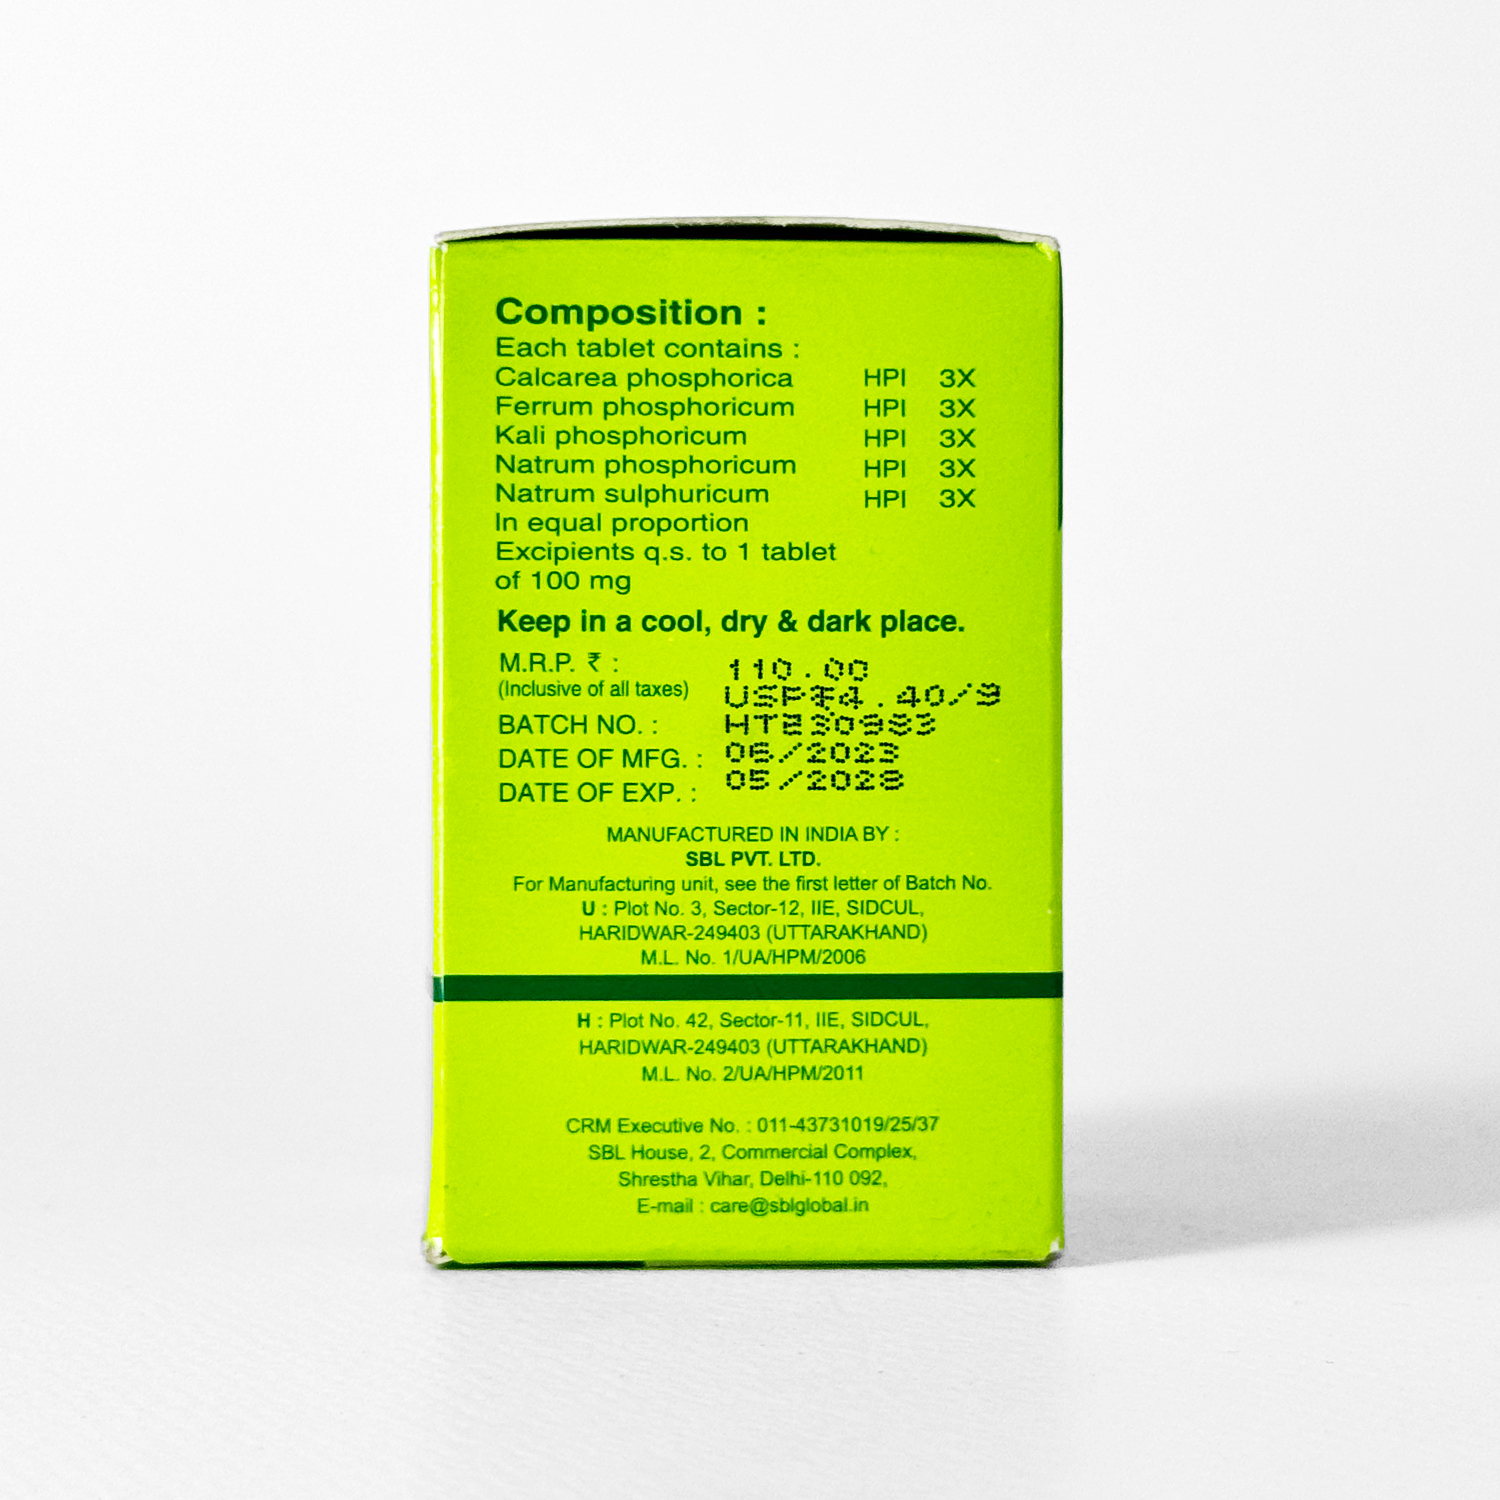 Composition :
Each tablet contains :
Calcarea phosphorica HPI 3X
Ferrum phosphoricum HPI 3X
Kali phosphoricum HPI 3X
Natrum phosphoricum HPI 3X
Natrum sulphuricum HPI 3X
In equal proportion
Excipients q.s. to 1 tablet
of 100 mg
Keep in a cool, dry & dark place.
M.R.P. ₹ : 110.00
(Inclusive of all taxes) USP₹4.40/g
BATCH NO. :
DATE OF MFG. : 06/2023
DATE OF EXP. : 05/2028
MANUFACTURED IN INDIA BY :
SBL PVT. LTD.
For Manufacturing unit, see the first letter of Batch No.
U : Plot No. 3, Sector-12, IIE, SIDCUL,
HARIDWAR-249403 (UTTARAKHAND)
M.L. No. 1/UA/HPM/2006
H : Plot No. 42, Sector-11, IIE, SIDCUL,
HARIDWAR-249403 (UTTARAKHAND)
M.L. No. 2/UA/HPM/2011
CRM Executive No. : 011-43731019/25/37
SBL House, 2, Commercial Complex,
Shrestha Vihar, Delhi-110 092,
E-mail : care@sblglobal.in